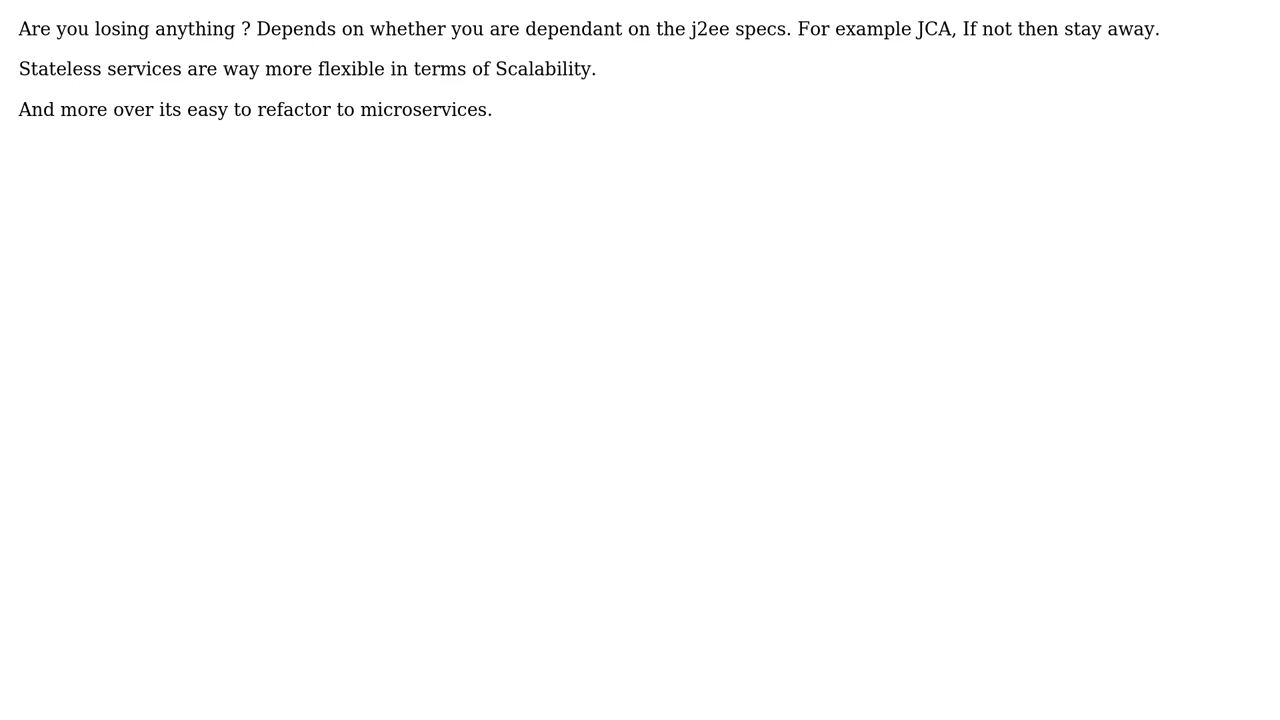 Are you losing anything ? Depends on whether you are dependant on the j2ee specs. For example JCA, If not then stay away.
Stateless services are way more flexible in terms of Scalability.
And more over its easy to refactor to microservices.